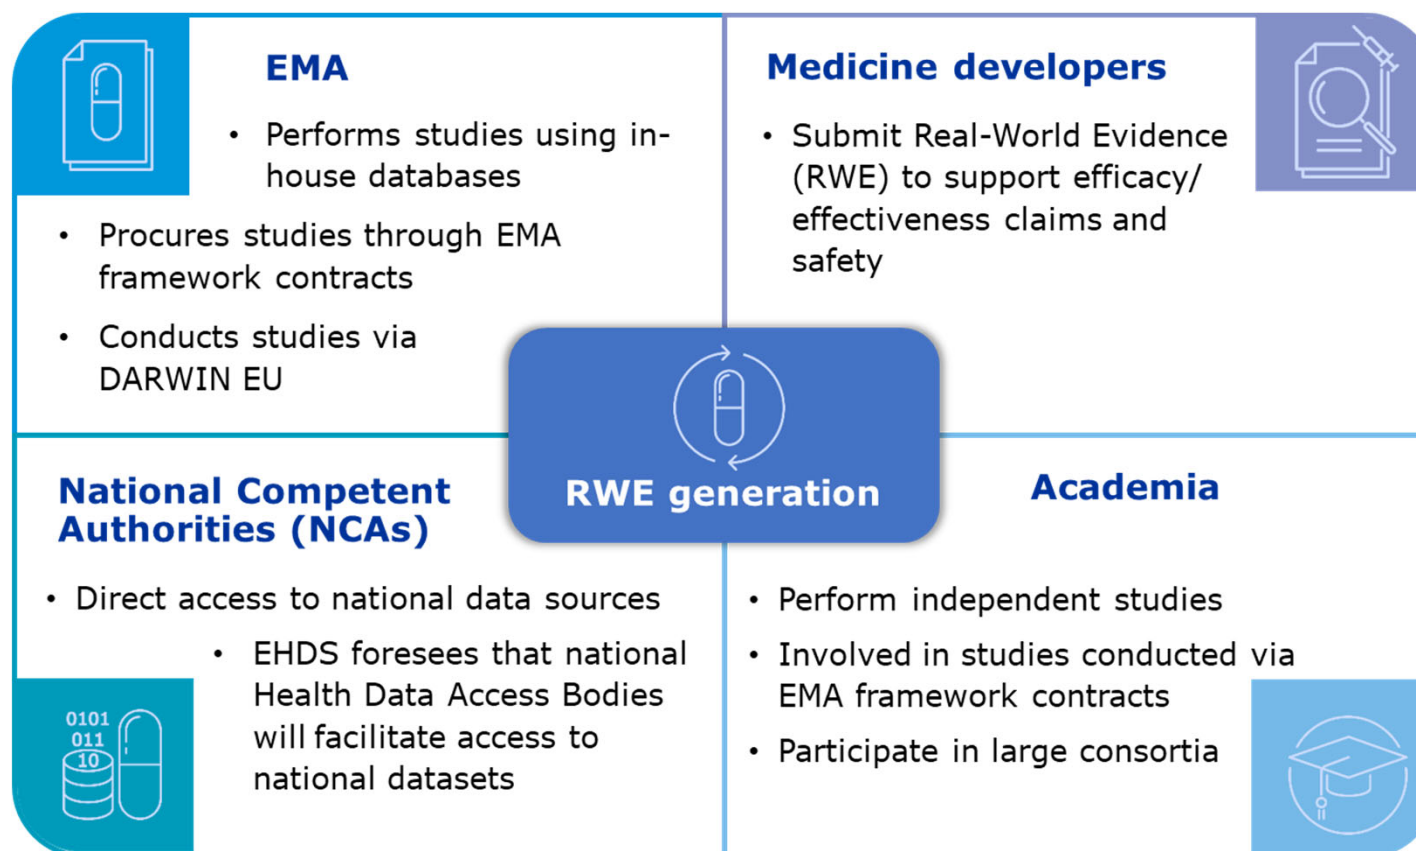 EMA
• Performs studies using in-
house databases
• Procures studies through EMA
framework contracts
• Conducts studies via
DARWIN EU
Medicine developers
• Submit Real-World Evidence
(RWE) to support efficacy/
effectiveness claims and
safety
RWE generation
National Competent
Authorities (NCAs)
• Direct access to national data sources
• EHDS foresees that national
Health Data Access Bodies
will facilitate access to
national datasets
0101
011
10
Academia
• Perform independent studies
• Involved in studies conducted via
EMA framework contracts
• Participate in large consortia